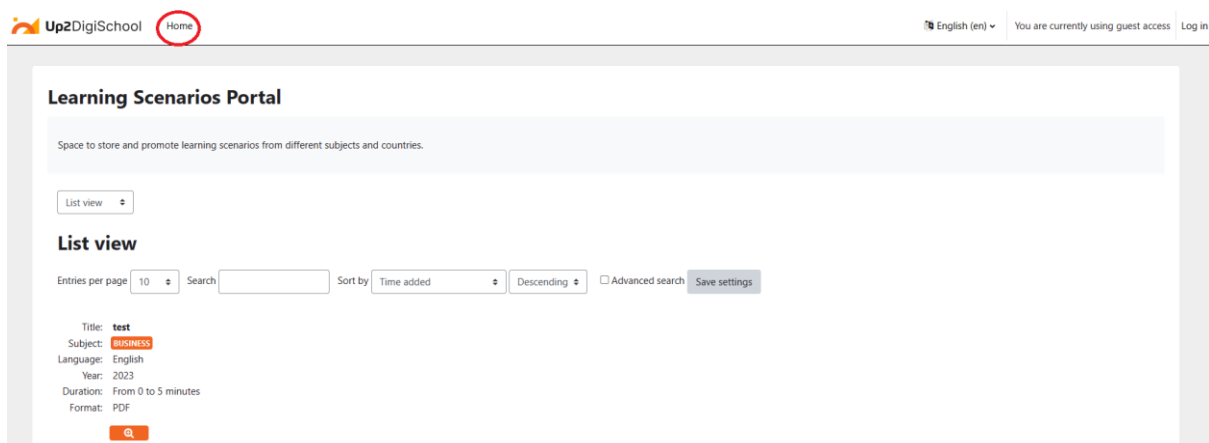 Up2DigiSchool Home English (en) You are currently using guest access Log in
Learning Scenarios Portal
Space to store and promote learning scenarios from different subjects and countries.
List view
List view
Entries per page 10 Search Sort by Time added Descending Advanced search Save settings
Title: test
Subject: BUSINESS
Language: English
Year: 2023
Duration: From 0 to 5 minutes
Format: PDF